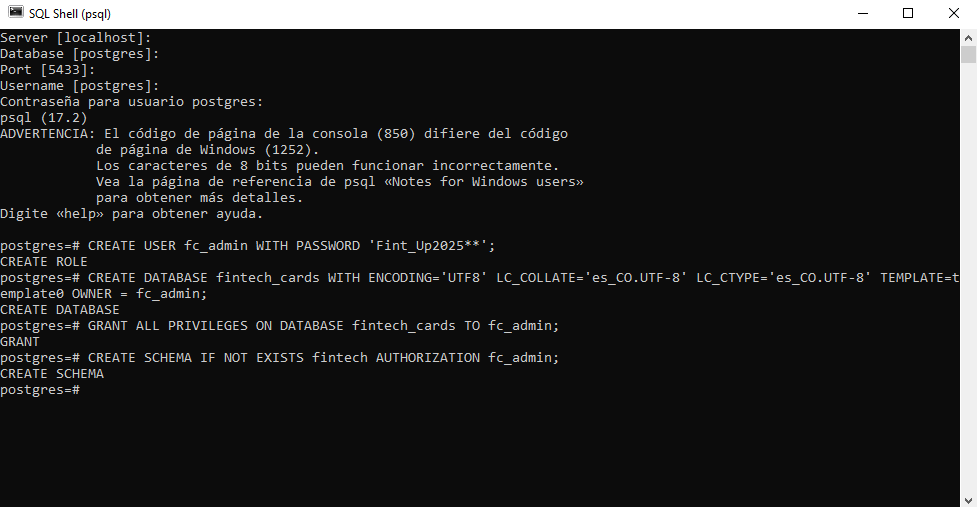 SQL Shell (psql)
Server [localhost]:
Database [postgres]:
Port [5433]:
Username [postgres]:
Contraseña para usuario postgres:
psql (17.2)
ADVERTENCIA: El código de página de la consola (850) difiere del código
            de página de Windows (1252).
            Los caracteres de 8 bits pueden funcionar incorrectamente.
            Vea la página de referencia de psql «Notes for Windows users»
            para obtener más detalles.
Digite «help» para obtener ayuda.
postgres=# CREATE USER fc_admin WITH PASSWORD 'Fint_Up2025**';
CREATE ROLE
postgres=# CREATE DATABASE fintech_cards WITH ENCODING='UTF8' LC_COLLATE='es_CO.UTF-8' LC_CTYPE='es_CO.UTF-8' TEMPLATE=t
emplate0 OWNER = fc_admin;
CREATE DATABASE
postgres=# GRANT ALL PRIVILEGES ON DATABASE fintech_cards TO fc_admin;
GRANT
postgres=# CREATE SCHEMA IF NOT EXISTS fintech AUTHORIZATION fc_admin;
CREATE SCHEMA
postgres=#